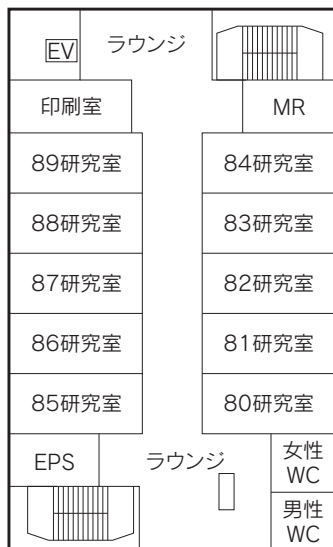 EV
ラウンジ
印刷室
MR
89研究室
84研究室
88研究室
83研究室
87研究室
82研究室
86研究室
81研究室
85研究室
80研究室
EPS
ラウンジ
女性
WC
男性
WC